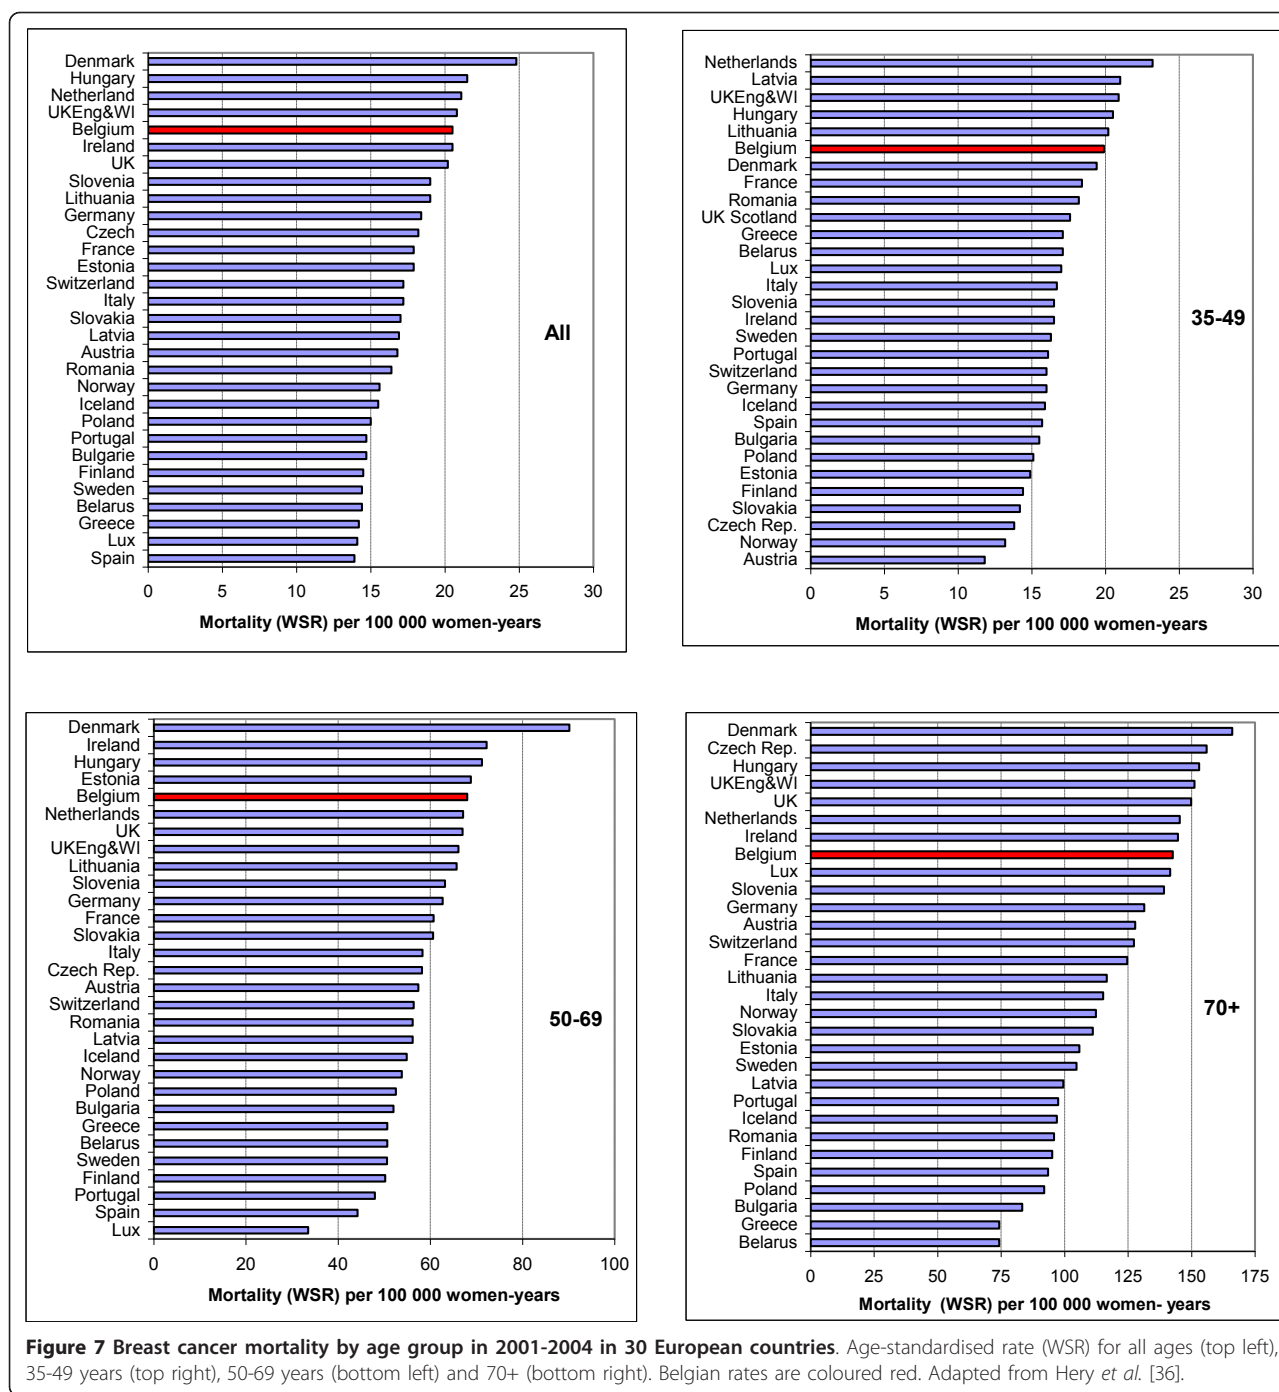 Denmark
Hungary
Netherland
UKEng&WI
Belgium
Ireland
UK
Slovenia
Lithuania
Germany
Czech
France
Estonia
Switzerland
Italy
Slovakia
Latvia
Austria
Romania
Norway
Iceland
Poland
Portugal
Bulgarie
Finland
Sweden
Belarus
Greece
Lux
Spain
All
0 5 10 15 20 25 30
Mortality (WSR) per 100 000 women-years
Netherlands
Latvia
UKEng&WI
Hungary
Lithuania
Belgium
Denmark
France
Romania
UK Scotland
Greece
Belarus
Lux
Italy
Slovenia
Ireland
Sweden
Portugal
Switzerland
Germany
Iceland
Spain
Bulgaria
Poland
Estonia
Finland
Slovakia
Czech Rep.
Norway
Austria
35-49
0 5 10 15 20 25 30
Mortality (WSR) per 100 000 women-years
Denmark
Ireland
Hungary
Estonia
Belgium
Netherlands
UK
UKEng&WI
Lithuania
Slovenia
Germany
France
Slovakia
Italy
Czech Rep.
Austria
Switzerland
Romania
Latvia
Iceland
Norway
Poland
Bulgaria
Greece
Belarus
Sweden
Finland
Portugal
Spain
Lux
50-69
0 20 40 60 80 100
Mortality (WSR) per 100 000 women-years
Denmark
Czech Rep.
Hungary
UKEng&WI
UK
Netherlands
Ireland
Belgium
Lux
Slovenia
Germany
Austria
Switzerland
France
Lithuania
Italy
Norway
Slovakia
Estonia
Sweden
Latvia
Portugal
Iceland
Romania
Finland
Spain
Poland
Bulgaria
Greece
Belarus
70+
0 25 50 75 100 125 150 175
Mortality (WSR) per 100 000 women- years
Figure 7 Breast cancer mortality by age group in 2001-2004 in 30 European countries. Age-standardised rate (WSR) for all ages (top left),
35-49 years (top right), 50-69 years (bottom left) and 70+ (bottom right). Belgian rates are coloured red. Adapted from Hery et al. [36].